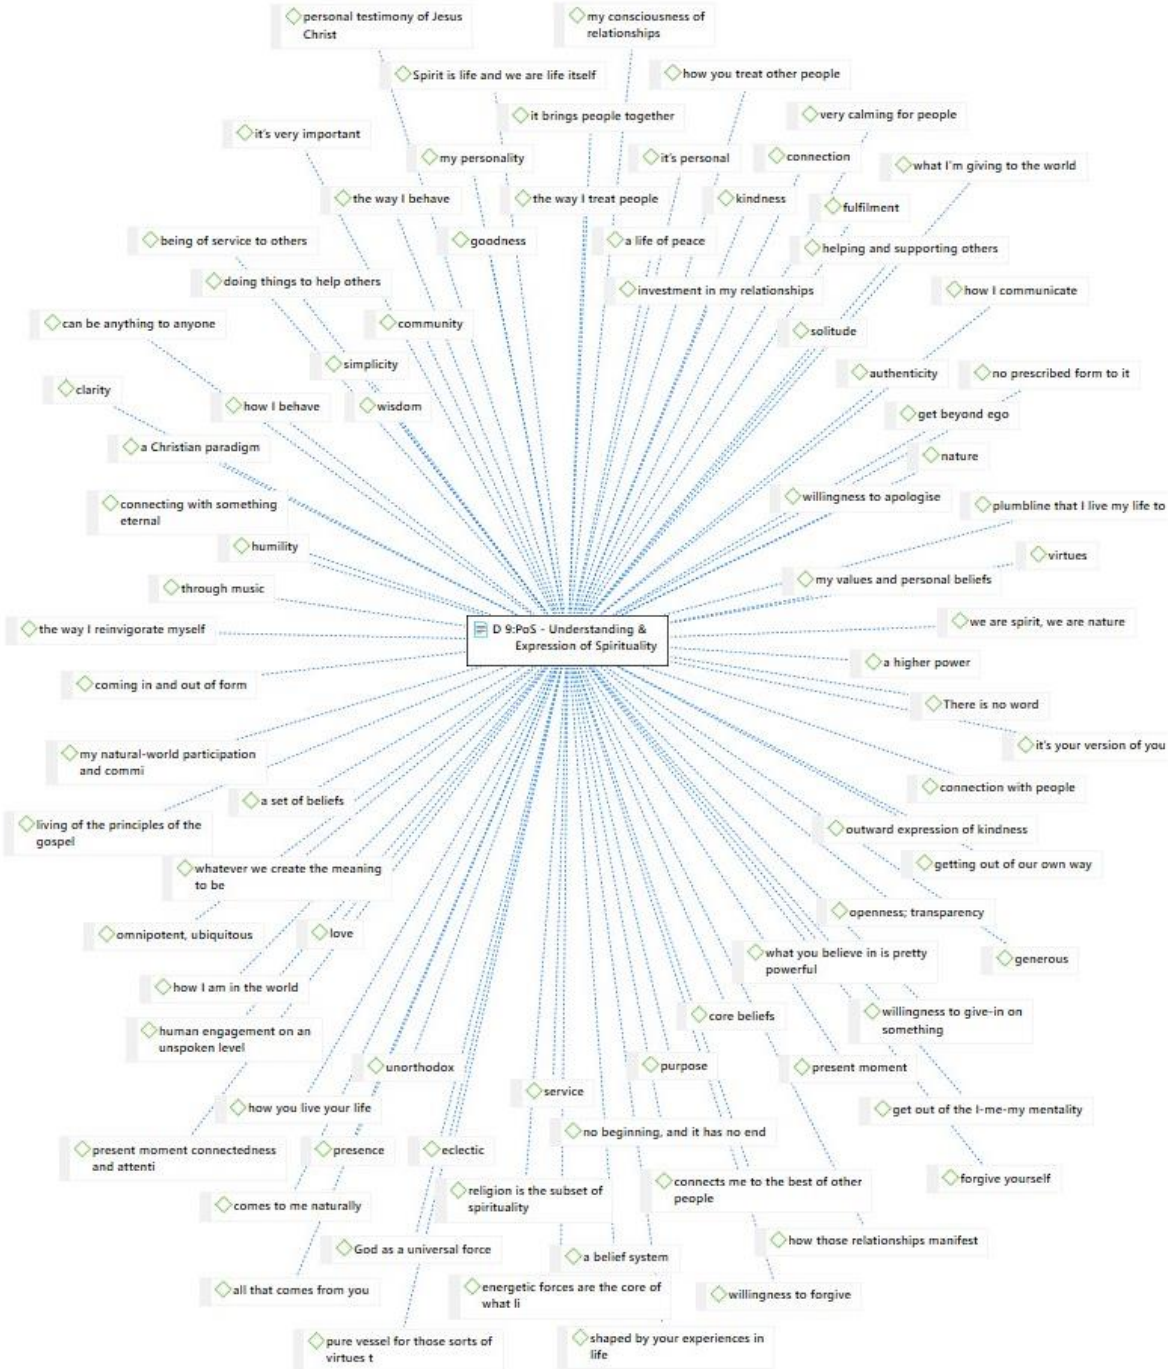 personal testimony of Jesus
Christ
my consciousness of
relationships
Spirit is life and we are life itself
how you treat other people
it brings people together
very calming for people
it's very important
my personality
it's personal
connection
what I'm giving to the world
the way I behave
the way I treat people
kindness
fulfilment
being of service to others
goodness
a life of peace
helping and supporting others
doing things to help others
investment in my relationships
how I communicate
can be anything to anyone
community
solitude
simplicity
authenticity
no prescribed form to it
clarity
how I behave
wisdom
get beyond ego
a Christian paradigm
nature
connecting with something
eternal
willingness to apologise
plumbline that I live my life to
humility
virtues
through music
my values and personal beliefs
the way I reinvigorate myself
D 9:PoS - Understanding &
Expression of Spirituality
we are spirit, we are nature
a higher power
coming in and out of form
There is no word
it's your version of you
my natural-world participation
and commi
connection with people
a set of beliefs
living of the principles of the
gospel
outward expression of kindness
whatever we create the meaning
to be
getting out of our own way
omnipotent, ubiquitous
love
openness; transparency
what you believe in is pretty
powerful
generous
how I am in the world
core beliefs
willingness to give-in on
something
human engagement on an
unspoken level
unorthodox
purpose
present moment
service
how you live your life
get out of the I-me-my mentality
no beginning, and it has no end
present moment connectedness
and attenti
presence
eclectic
connects me to the best of other
people
forgive yourself
religion is the subset of
spirituality
comes to me naturally
how those relationships manifest
God as a universal force
a belief system
all that comes from you
energetic forces are the core of
what li
willingness to forgive
pure vessel for those sorts of
virtues t
shaped by your experiences in
life